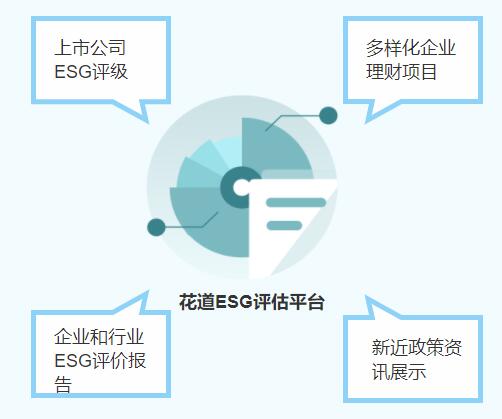 上市公司
ESG评级
多样化企业
理财项目
花道ESG评估平台
企业和行业
ESG评价报
告
新近政策资
讯展示